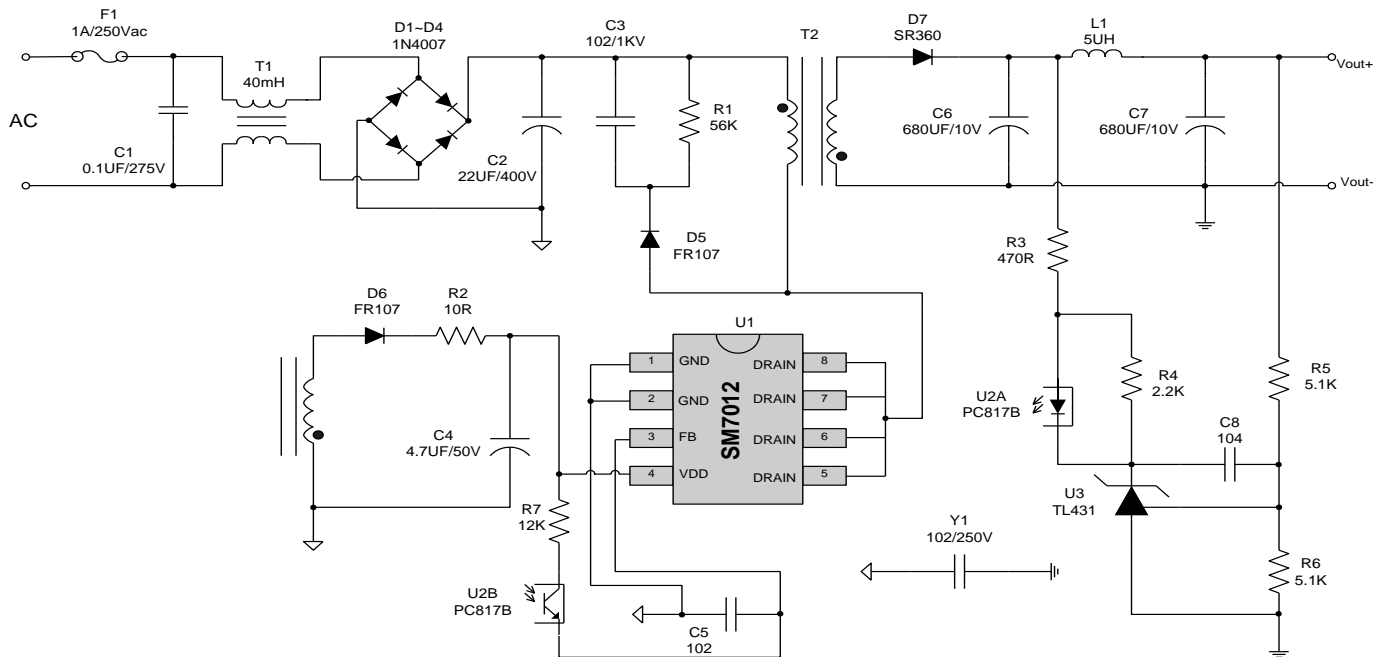 F1
1A/250Vac
T1
40mH
D1~D4
1N4007
C3
102/1KV
T2
D7
SR360
L1
5UH
Vout+
AC
C1
0.1UF/275V
C2
22UF/400V
R1
56K
C6
680UF/10V
C7
680UF/10V
Vout-
D5
FR107
R3
470R
D6
FR107
R2
10R
U1
1 GND DRAIN 8
2 GND DRAIN 7
3 FB DRAIN 6
4 VDD DRAIN 5
SM7012
C4
4.7UF/50V
U2A
PC817B
R4
2.2K
R5
5.1K
C8
104
U3
TL431
R7
12K
Y1
102/250V
R6
5.1K
U2B
PC817B
C5
102